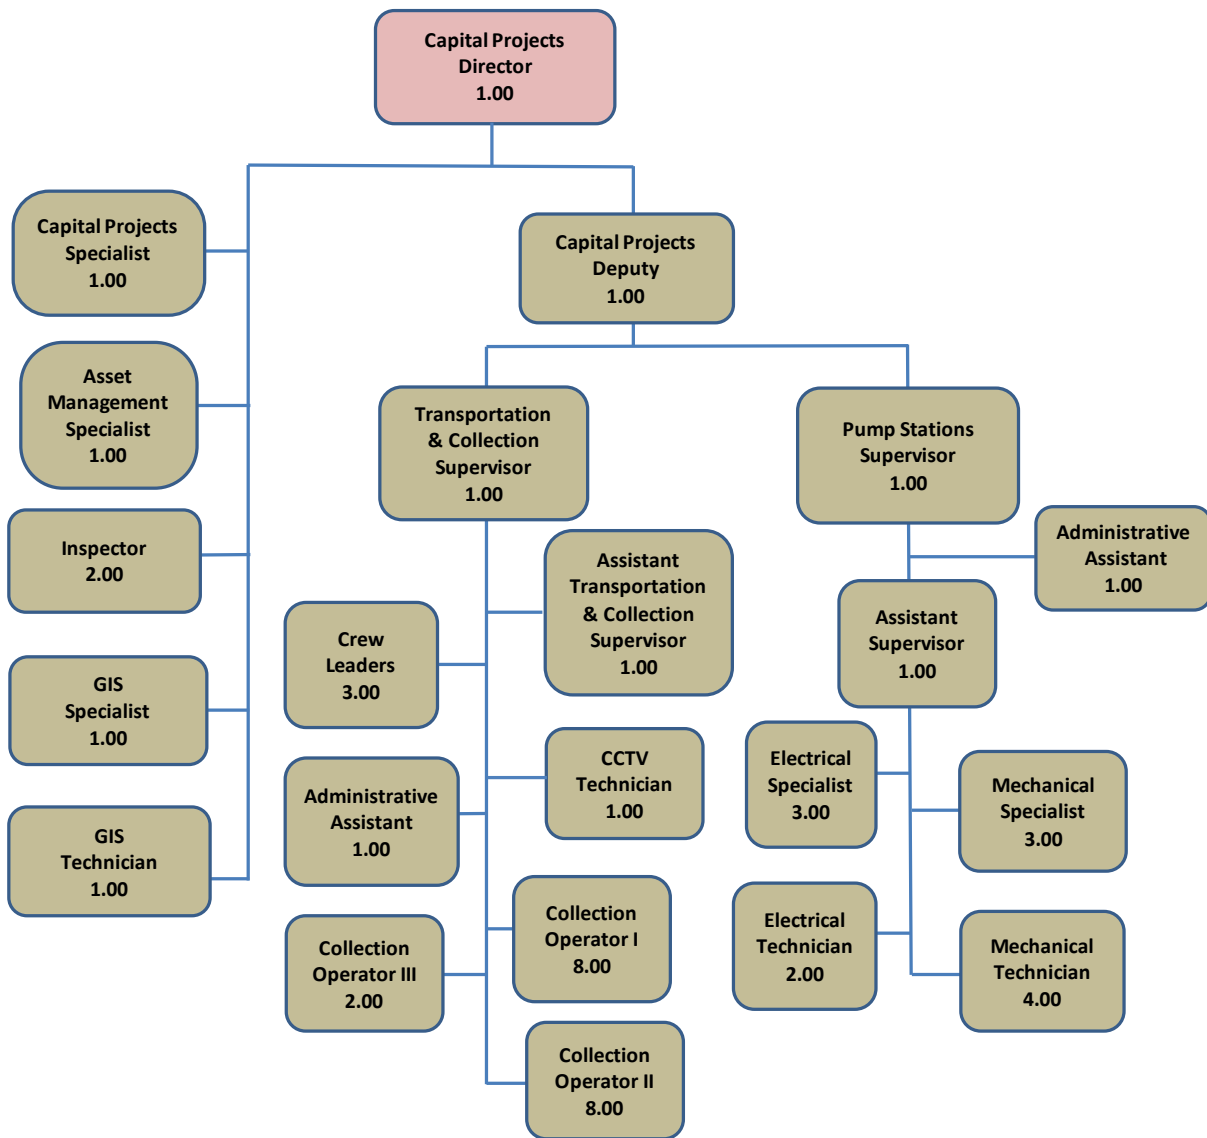 Capital Projects
Director
1.00
Capital Projects
Specialist
1.00
Capital Projects
Deputy
1.00
Asset
Management
Specialist
1.00
Transportation
& Collection
Supervisor
1.00
Pump Stations
Supervisor
1.00
Inspector
2.00
Administrative
Assistant
1.00
Assistant
Transportation
& Collection
Supervisor
1.00
Assistant
Supervisor
1.00
Crew
Leaders
3.00
GIS
Specialist
1.00
CCTV
Technician
1.00
Electrical
Specialist
3.00
Mechanical
Specialist
3.00
Administrative
Assistant
1.00
GIS
Technician
1.00
Collection
Operator I
8.00
Electrical
Technician
2.00
Mechanical
Technician
4.00
Collection
Operator III
2.00
Collection
Operator II
8.00